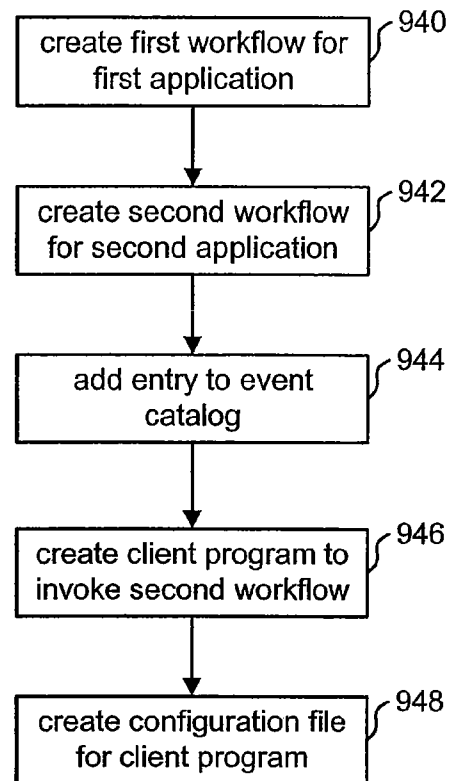 940
create first workflow for
first application
942
create second workflow
for second application
944
add entry to event
catalog
946
create client program to
invoke second workflow
948
create configuration file
for client program